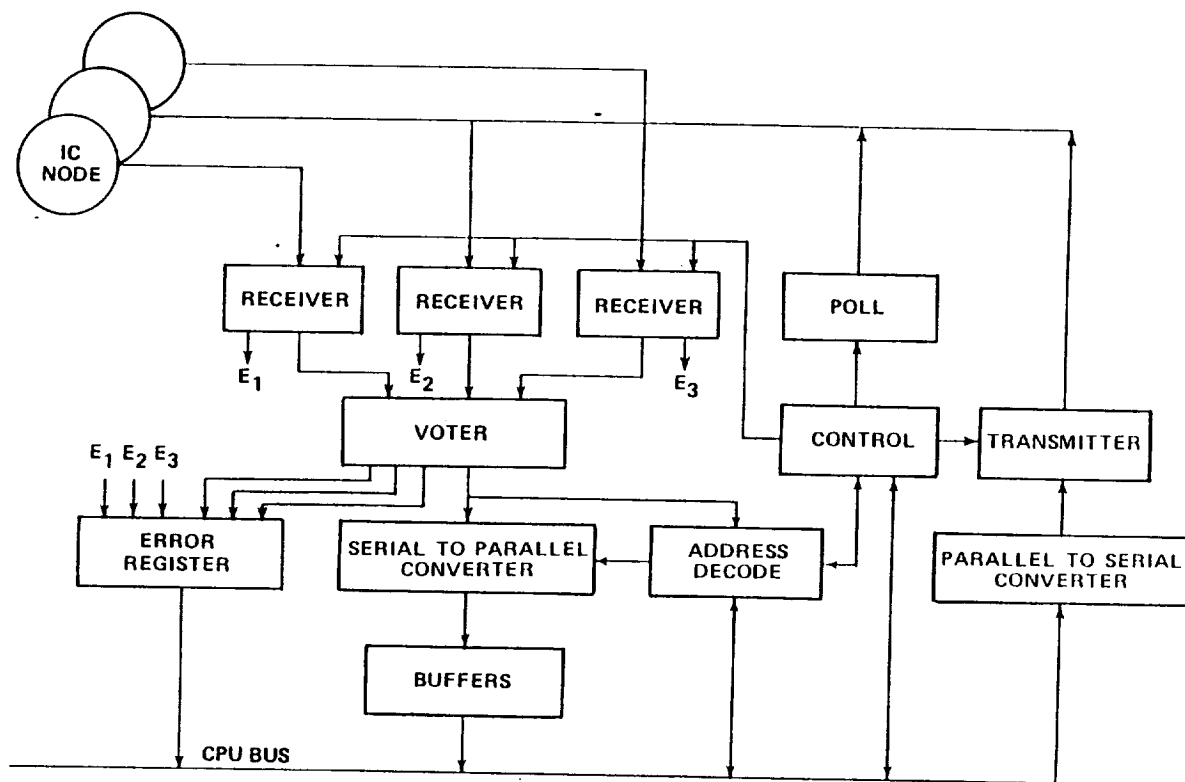 IC
NODE
RECEIVER
RECEIVER
RECEIVER
POLL
E1
E2
E3
VOTER
CONTROL
TRANSMITTER
E1 E2 E3
ERROR
REGISTER
SERIAL TO PARALLEL
CONVERTER
ADDRESS
DECODE
PARALLEL TO SERIAL
CONVERTER
BUFFERS
CPU BUS